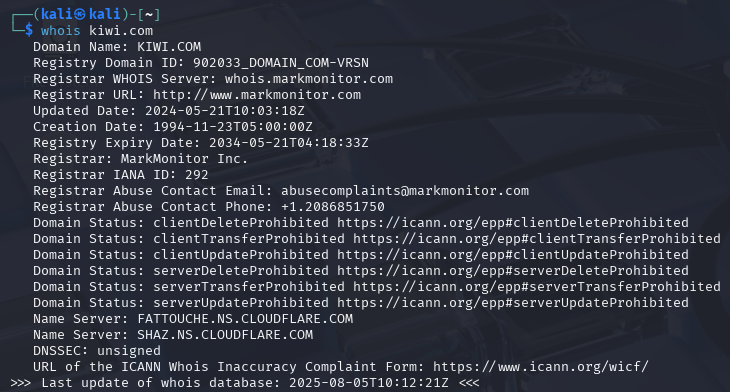 ┌──(kali㉿kali)-[~]
└─$ whois kiwi.com
Domain Name: KIWI.COM
Registry Domain ID: 902033_DOMAIN_COM-VRSN
Registrar WHOIS Server: whois.markmonitor.com
Registrar URL: http://www.markmonitor.com
Updated Date: 2024-05-21T10:03:18Z
Creation Date: 1994-11-23T05:00:00Z
Registry Expiry Date: 2034-05-21T04:18:33Z
Registrar: MarkMonitor Inc.
Registrar IANA ID: 292
Registrar Abuse Contact Email: abusecomplaints@markmonitor.com
Registrar Abuse Contact Phone: +1.2086851750
Domain Status: clientDeleteProhibited https://icann.org/epp#clientDeleteProhibited
Domain Status: clientTransferProhibited https://icann.org/epp#clientTransferProhibited
Domain Status: clientUpdateProhibited https://icann.org/epp#clientUpdateProhibited
Domain Status: serverDeleteProhibited https://icann.org/epp#serverDeleteProhibited
Domain Status: serverTransferProhibited https://icann.org/epp#serverTransferProhibited
Domain Status: serverUpdateProhibited https://icann.org/epp#serverUpdateProhibited
Name Server: FATTOUCHE.NS.CLOUDFLARE.COM
Name Server: SHAZ.NS.CLOUDFLARE.COM
DNSSEC: unsigned
URL of the ICANN Whois Inaccuracy Complaint Form: https://www.icann.org/wicf/
>>> Last update of whois database: 2025-08-05T10:12:21Z <<<